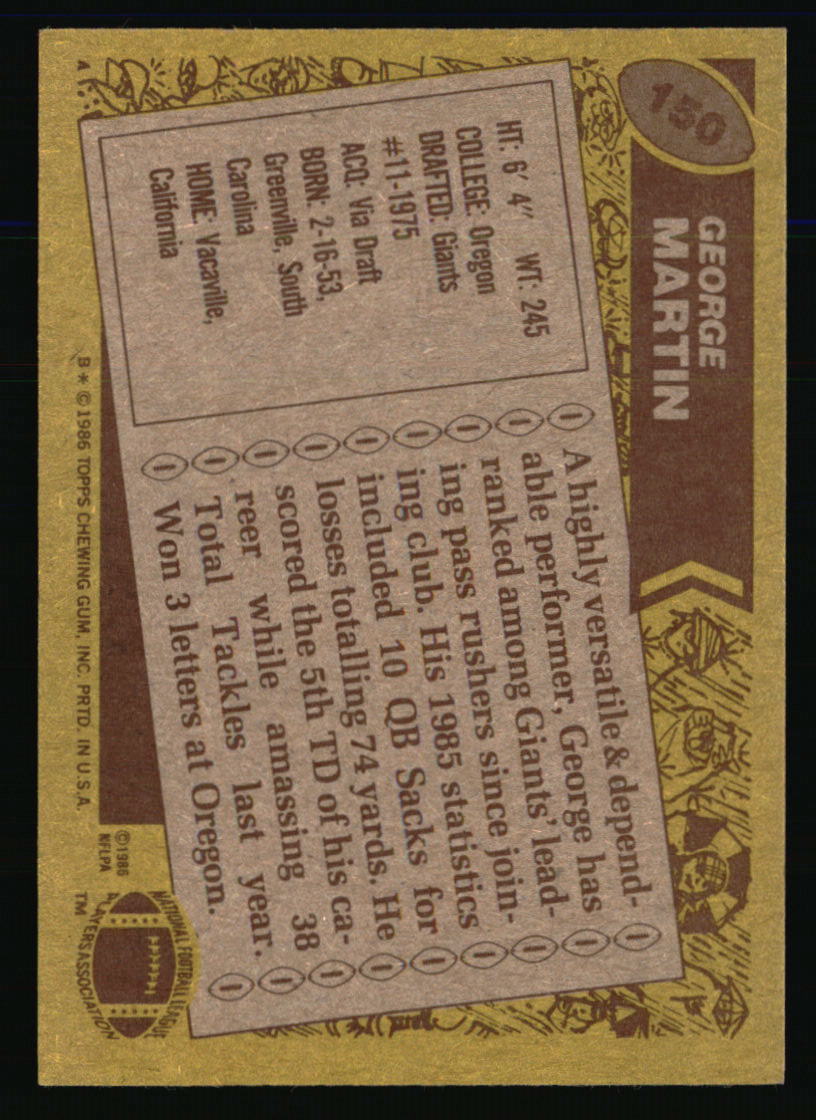 150
GEORGE
MARTIN
HT: 6' 4" WT: 245
COLLEGE: Oregon
DRAFTED: Giants
#11-1975
ACQ: Via Draft
BORN: 2-16-53,
Greenville, South
Carolina
HOME: Vacaville,
California
A highly versatile & depend-
able performer, George has
ranked among Giants' lead-
ing pass rushers since join-
ing club. His 1985 statistics
included 10 QB Sacks for
losses totalling 74 yards. He
scored the 5th TD of his ca-
reer while amassing 38
Total Tackles last year.
Won 3 letters at Oregon.
©1986
NFLPA
NATIONAL FOOTBALL LEAGUE
PLAYERS ASSOCIATION
TM
B * ©1986 TOPPS CHEWING GUM, INC. PRTD. IN U.S.A.
A